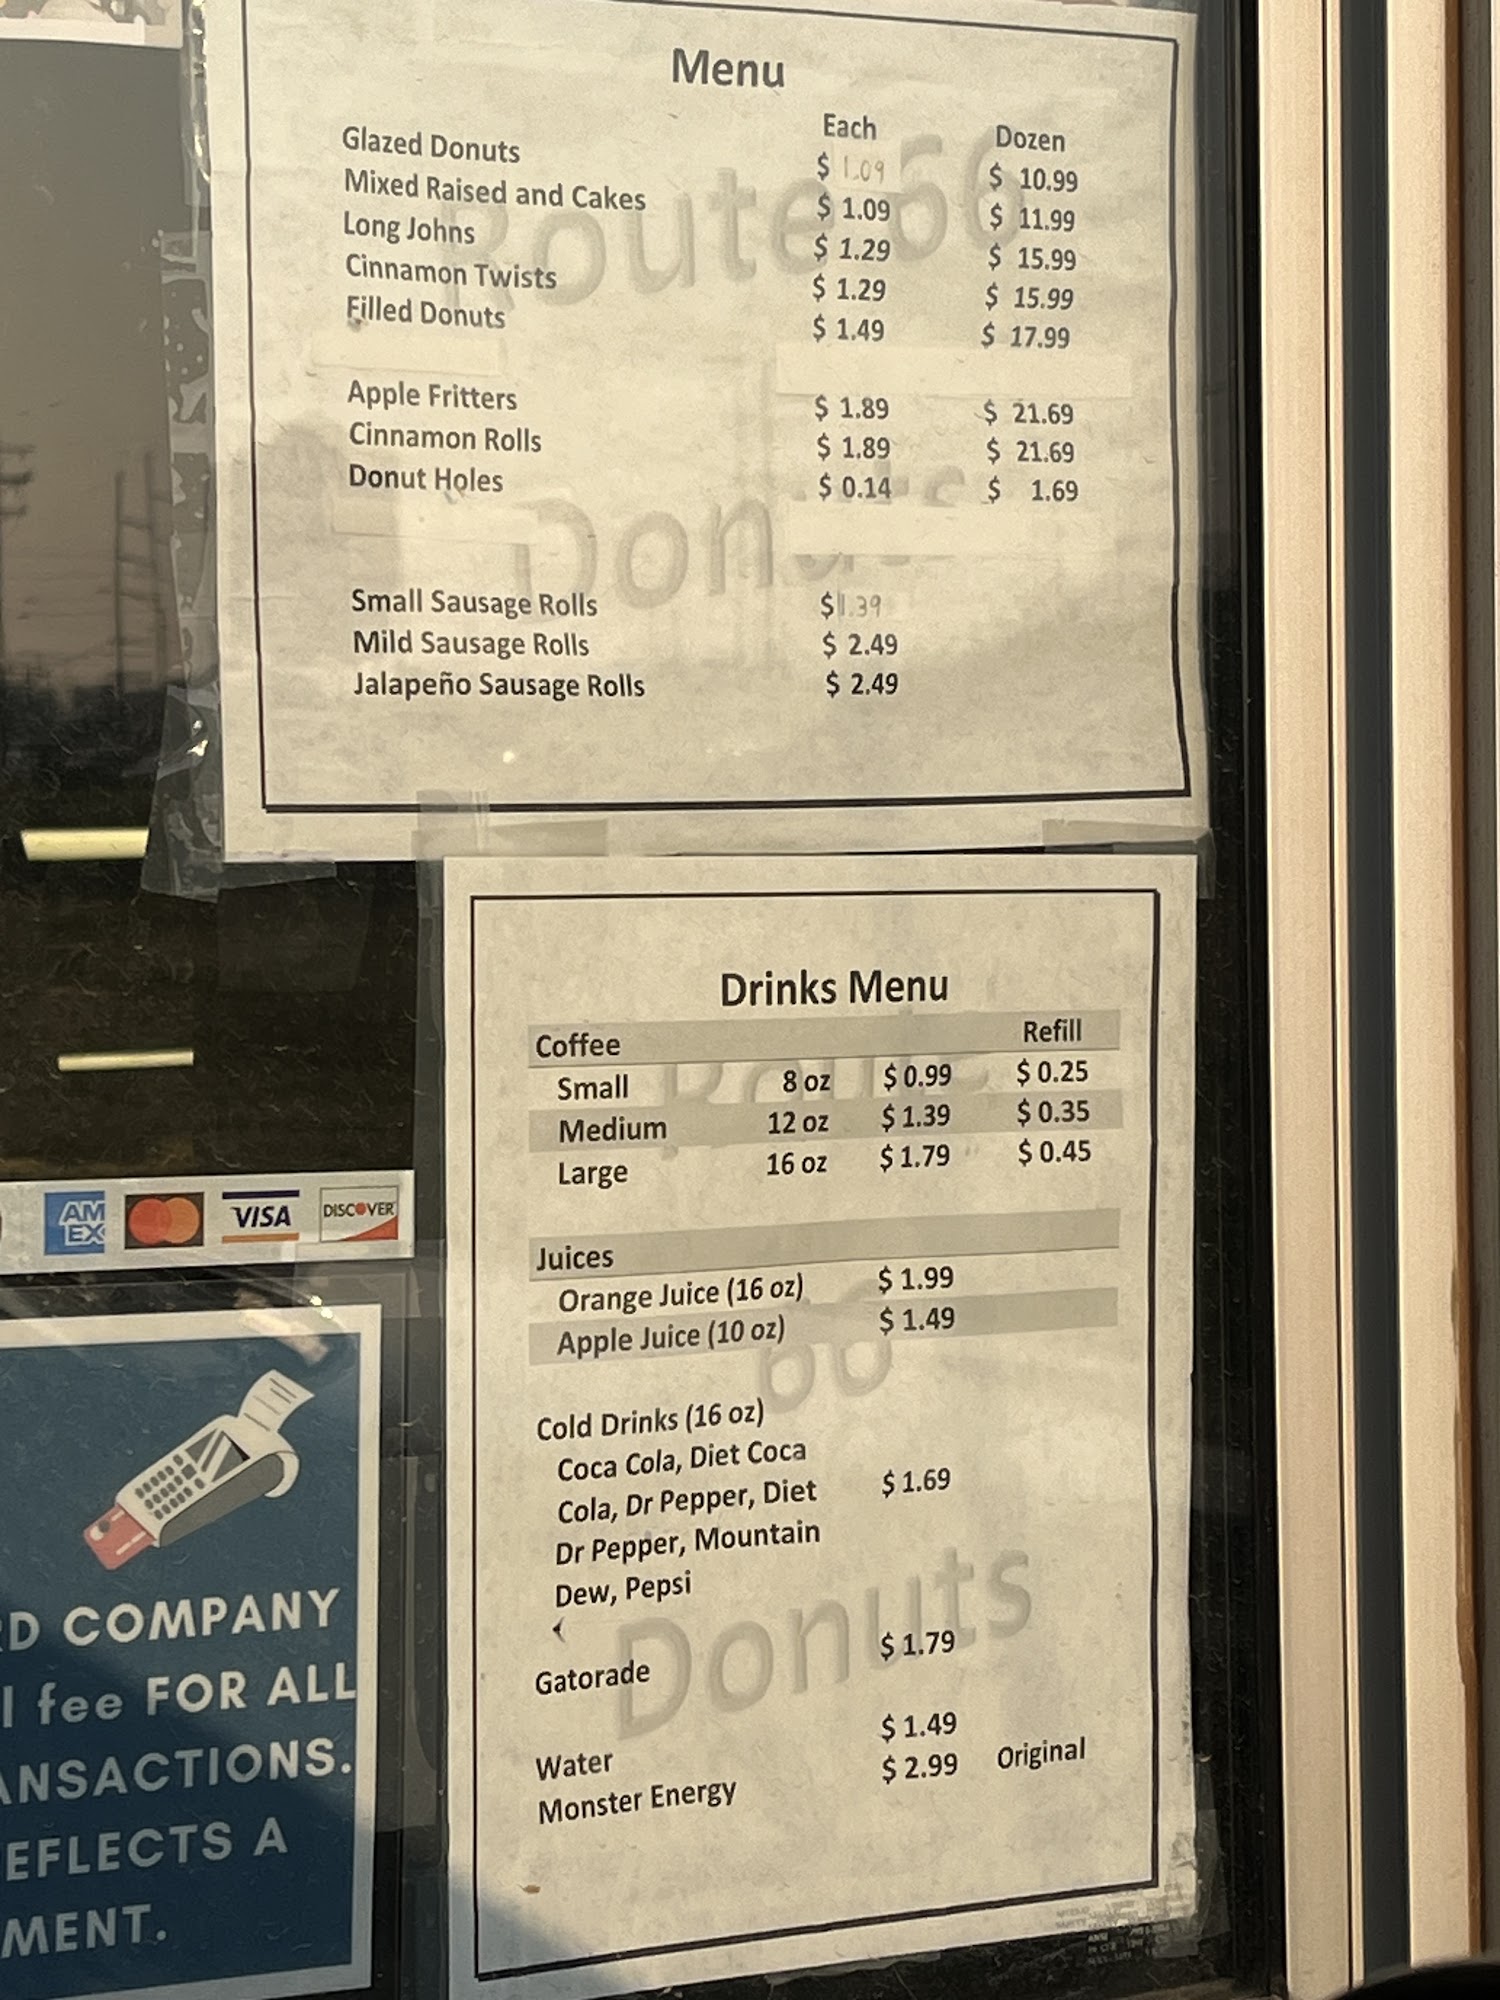 Menu
Each Dozen
Glazed Donuts $ 1.09 $ 10.99
Mixed Raised and Cakes $ 1.09 $ 11.99
Long Johns $ 1.29 $ 15.99
Cinnamon Twists $ 1.29 $ 15.99
Filled Donuts $ 1.49 $ 17.99
Apple Fritters $ 1.89 $ 21.69
Cinnamon Rolls $ 1.89 $ 21.69
Donut Holes $ 0.14 $ 1.69
Small Sausage Rolls $1.39
Mild Sausage Rolls $ 2.49
Jalapeño Sausage Rolls $ 2.49
Route 66
Donuts
Drinks Menu
Coffee Refill
Small 8 oz $ 0.99 $ 0.25
Medium 12 oz $ 1.39 $ 0.35
Large 16 oz $ 1.79 $ 0.45
Juices
Orange Juice (16 oz) $ 1.99
Apple Juice (10 oz) $ 1.49
Cold Drinks (16 oz)
Coca Cola, Diet Coca
Cola, Dr Pepper, Diet $ 1.69
Dr Pepper, Mountain
Dew, Pepsi
Gatorade $ 1.79
Water $ 1.49
Monster Energy $ 2.99 Original
Route
66
Donuts
AM EX VISA DISCOVER
D COMPANY
l fee FOR ALL
ANSACTIONS.
EFLECTS A
MENT.